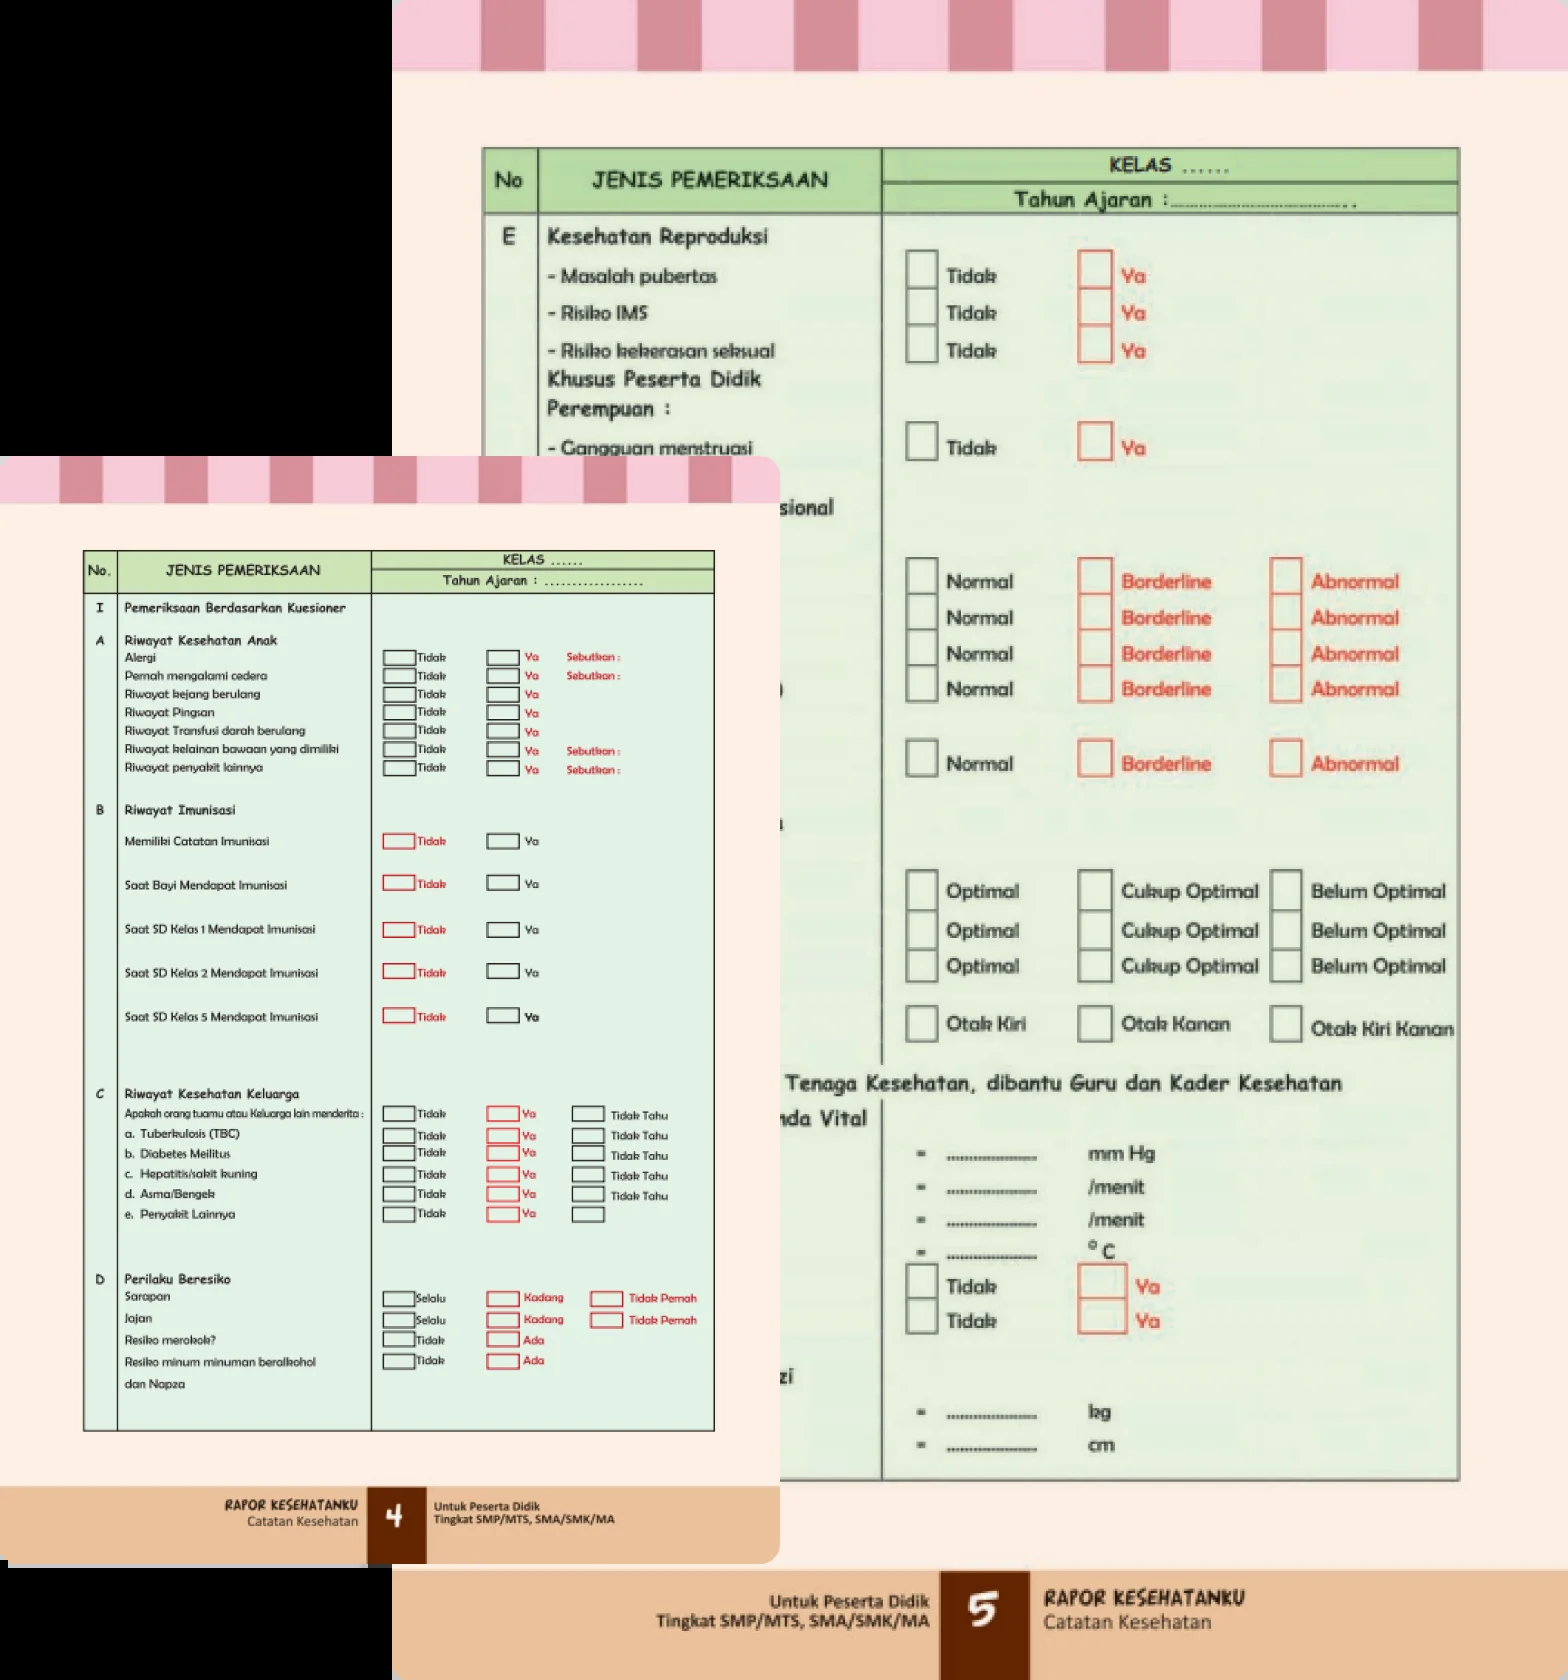 No
JENIS PEMERIKSAAN
KELAS ......
Tahun Ajaran :..........................................
E
Kesehatan Reproduksi
- Masalah pubertas
Tidak
Ya
- Risiko IMS
Tidak
Ya
- Risiko kekerasan seksual
Tidak
Ya
Khusus Peserta Didik
Perempuan :
- Gangguan menstruasi
Tidak
Ya
Normal
Borderline
Abnormal
Normal
Borderline
Abnormal
Normal
Borderline
Abnormal
Normal
Borderline
Abnormal
Normal
Borderline
Abnormal
Optimal
Cukup Optimal
Belum Optimal
Optimal
Cukup Optimal
Belum Optimal
Optimal
Cukup Optimal
Belum Optimal
Otak Kiri
Otak Kanan
Otak Kiri Kanan
Tenaga Kesehatan, dibantu Guru dan Kader Kesehatan
Vital
= .................... mm Hg
= .................... /menit
= .................... /menit
= .................... ° C
Tidak
Ya
Tidak
Ya
= .................... kg
= .................... cm
Untuk Peserta Didik
Tingkat SMP/MTS, SMA/SMK/MA
5
RAPOR KESEHATANKU
Catatan Kesehatan
No.
JENIS PEMERIKSAAN
KELAS ......
Tahun Ajaran : ..................
I
Pemeriksaan Berdasarkan Kuesioner
A
Riwayat Kesehatan Anak
Alergi
Tidak
Ya
Sebutkan :
Pernah mengalami cedera
Tidak
Ya
Sebutkan :
Riwayat kejang berulang
Tidak
Ya
Riwayat Pingsan
Tidak
Ya
Riwayat Transfusi darah berulang
Tidak
Ya
Riwayat kelainan bawaan yang dimiliki
Tidak
Ya
Sebutkan :
Riwayat penyakit lainnya
Tidak
Ya
Sebutkan :
B
Riwayat Imunisasi
Memiliki Catatan Imunisasi
Tidak
Ya
Saat Bayi Mendapat Imunisasi
Tidak
Ya
Saat SD Kelas 1 Mendapat Imunisasi
Tidak
Ya
Saat SD Kelas 2 Mendapat Imunisasi
Tidak
Ya
Saat SD Kelas 5 Mendapat Imunisasi
Tidak
Ya
C
Riwayat Kesehatan Keluarga
Apakah orang tuamu atau Keluarga lain menderita :
Tidak
Ya
Tidak Tahu
a. Tuberkulosis (TBC)
Tidak
Ya
Tidak Tahu
b. Diabetes Meilitus
Tidak
Ya
Tidak Tahu
c. Hepatitis/sakit kuning
Tidak
Ya
Tidak Tahu
d. Asma/Bengek
Tidak
Ya
Tidak Tahu
e. Penyakit Lainnya
Tidak
Ya
D
Perilaku Beresiko
Sarapan
Selalu
Kadang
Tidak Pernah
Jajan
Selalu
Kadang
Tidak Pernah
Resiko merokok?
Tidak
Ada
Resiko minum minuman beralkohol
Tidak
Ada
dan Napza
RAPOR KESEHATANKU
Catatan Kesehatan
4
Untuk Peserta Didik
Tingkat SMP/MTS, SMA/SMK/MA